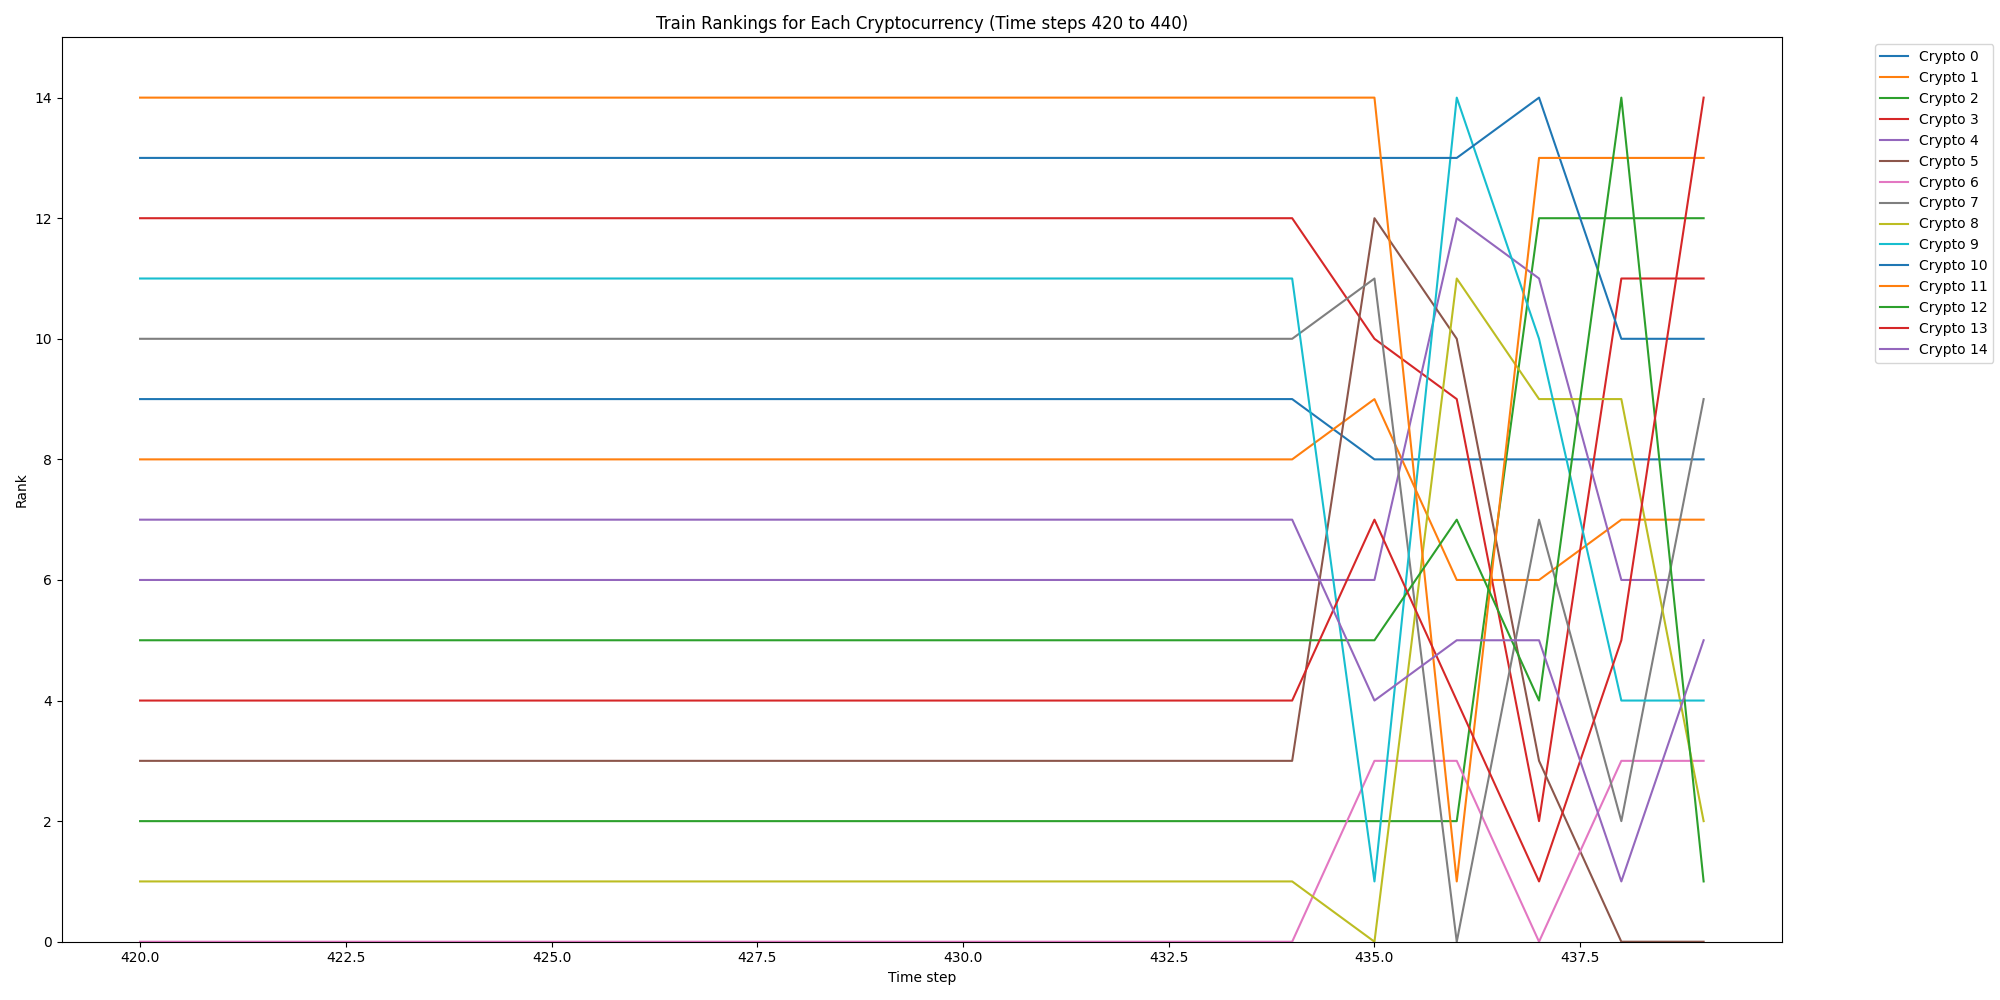 Train Rankings for Each Cryptocurrency (Time steps 420 to 440)
14
12
10
8
6
4
2
0
Rank
420.0 422.5 425.0 427.5 430.0 432.5 435.0 437.5
Time step
Crypto 0
Crypto 1
Crypto 2
Crypto 3
Crypto 4
Crypto 5
Crypto 6
Crypto 7
Crypto 8
Crypto 9
Crypto 10
Crypto 11
Crypto 12
Crypto 13
Crypto 14